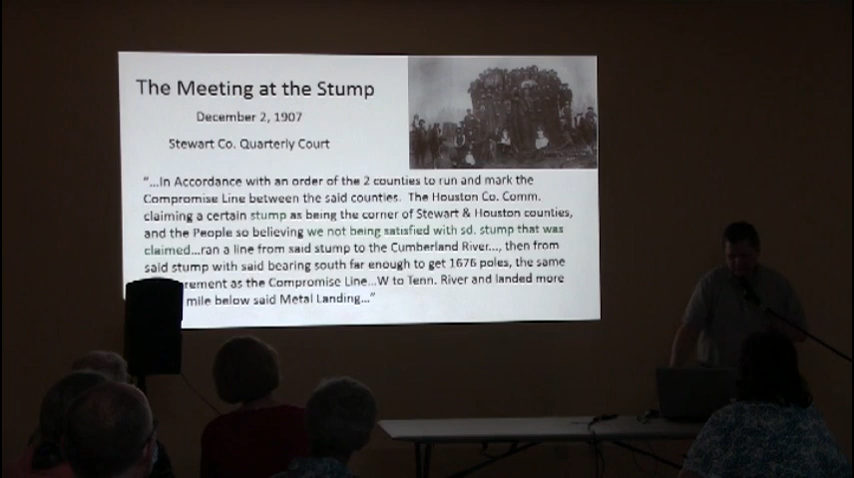 The Meeting at the Stump
December 2, 1907
Stewart Co. Quarterly Court
"...In Accordance with an order of the 2 counties to run and mark the
Compromise Line between the said counties. The Houston Co. Comm.
claiming a certain stump as being the corner of Stewart & Houston counties,
and the People so believing we not being satisfied with sd. stump that was
claimed...ran a line from said stump to the Cumberland River..., then from
said stump with said bearing south far enough to get 1676 poles, the same
rement as the Compromise Line...W to Tenn. River and landed more
mile below said Metal Landing..."